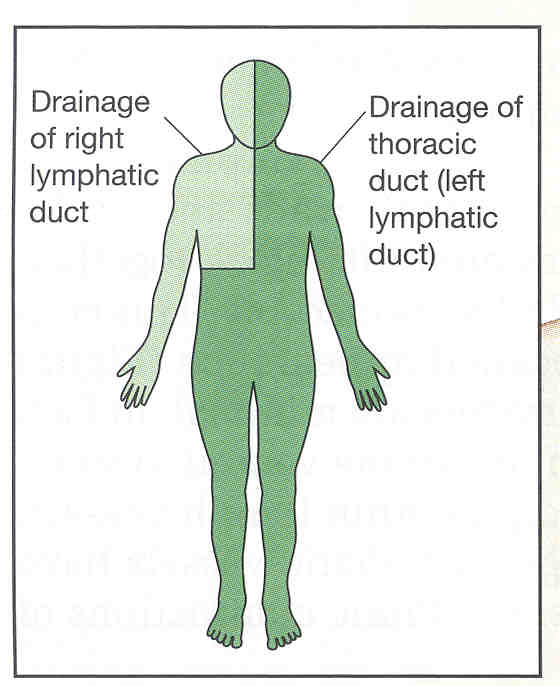 Drainage
of right
lymphatic
duct
Drainage of
thoracic
duct (left
lymphatic
duct)